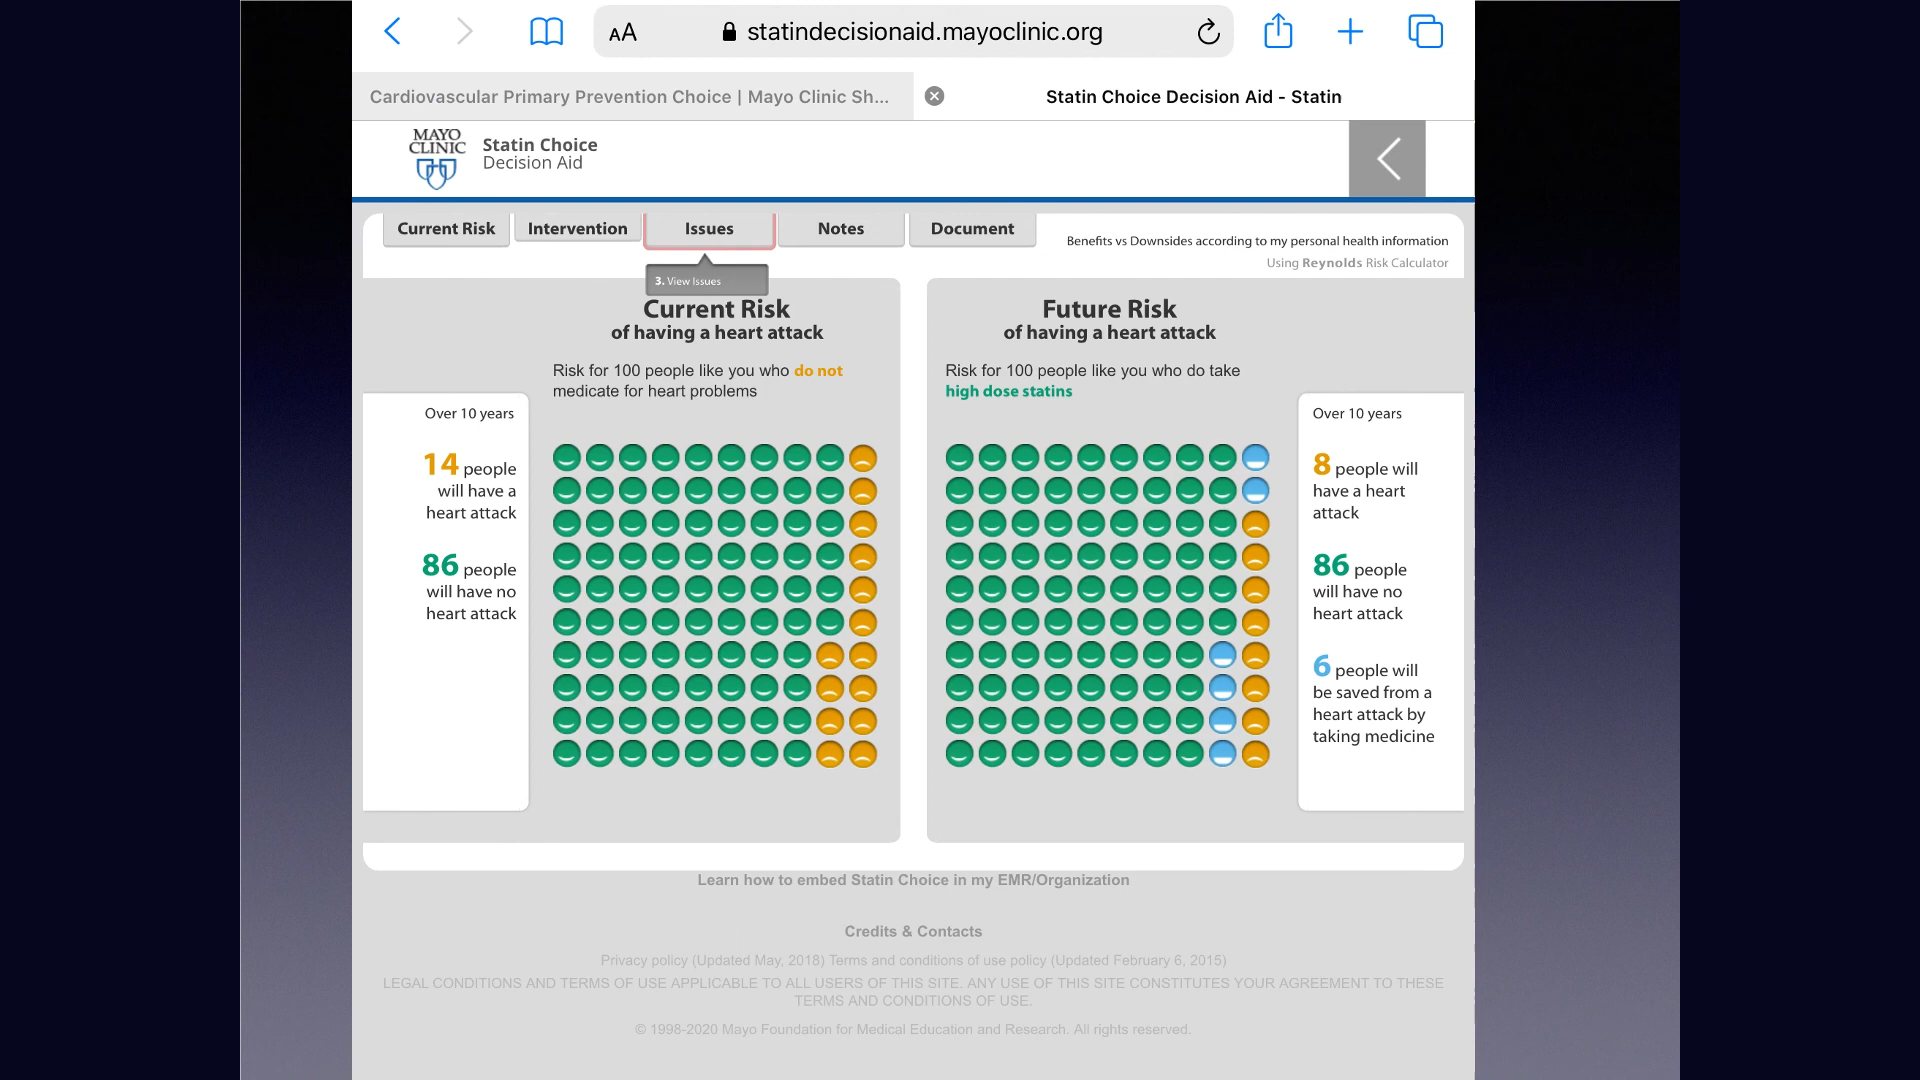 AA
statindecisionaid.mayoclinic.org
Cardiovascular Primary Prevention Choice | Mayo Clinic Sh...
Statin Choice Decision Aid - Statin
MAYO
CLINIC
Statin Choice
Decision Aid
Current Risk
Intervention
Issues
Notes
Document
Benefits vs Downsides according to my personal health information
Using Reynolds Risk Calculator
3. View Issues
Current Risk
of having a heart attack
Risk for 100 people like you who do not
medicate for heart problems
Over 10 years
14 people
will have a
heart attack
86 people
will have no
heart attack
Future Risk
of having a heart attack
Risk for 100 people like you who do take
high dose statins
Over 10 years
8 people will
have a heart
attack
86 people
will have no
heart attack
6 people will
be saved from a
heart attack by
taking medicine
Learn how to embed Statin Choice in my EMR/Organization
Credits & Contacts
Privacy policy (Updated May, 2018) Terms and conditions of use policy (Updated February 6, 2015)
LEGAL CONDITIONS AND TERMS OF USE APPLICABLE TO ALL USERS OF THIS SITE. ANY USE OF THIS SITE CONSTITUTES YOUR AGREEMENT TO THESE
TERMS AND CONDITIONS OF USE.
© 1998-2020 Mayo Foundation for Medical Education and Research. All rights reserved.